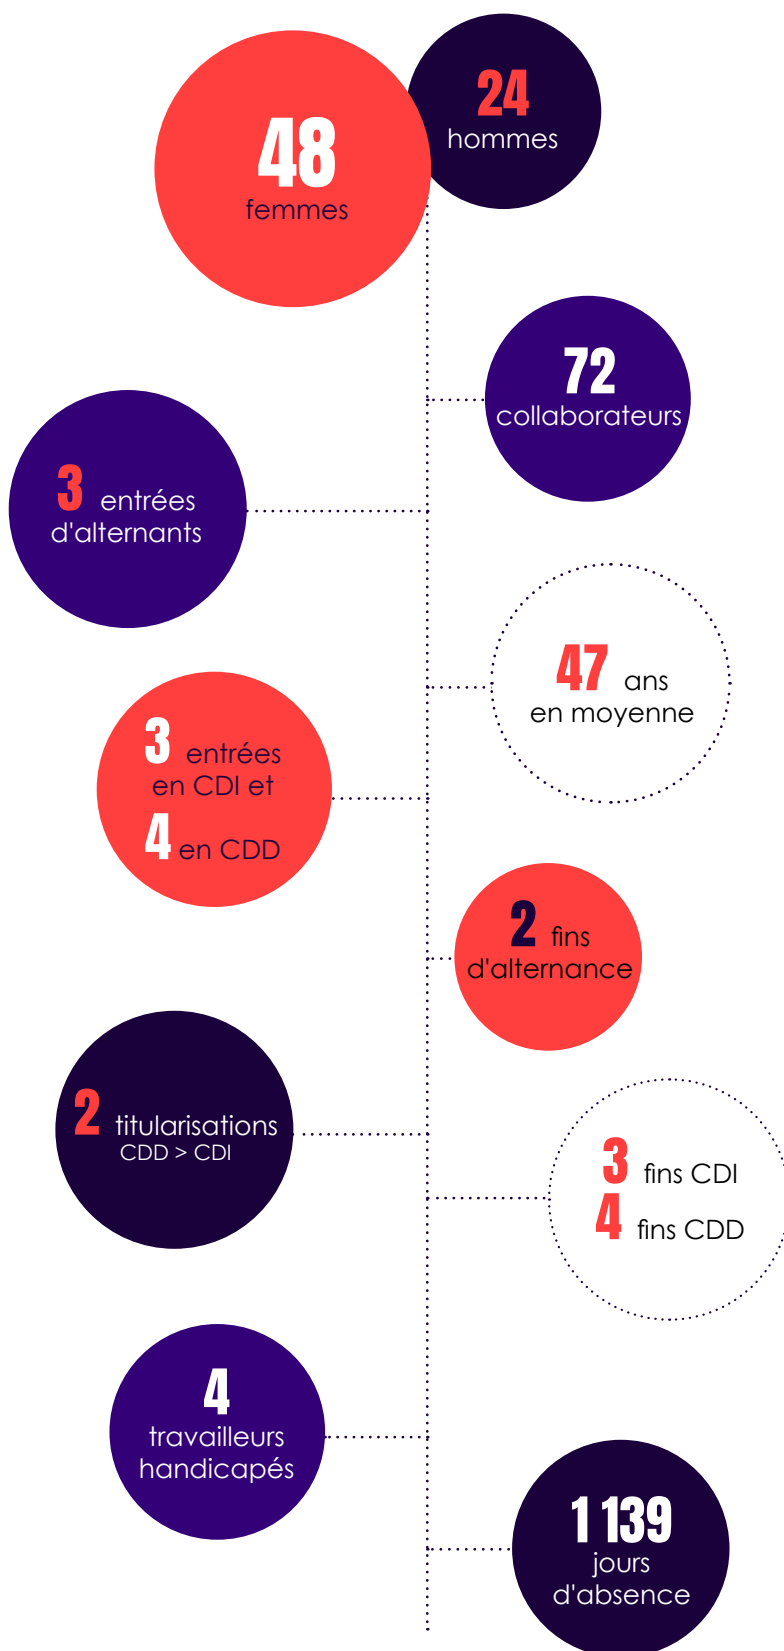 48
femmes
24
hommes
72
collaborateurs
3 entrées
d'alternants
47 ans
en moyenne
3 entrées
en CDI et
4 en CDD
2 fins
d'alternance
2 titularisations
CDD > CDI
3 fins CDI
4 fins CDD
4
travailleurs
handicapés
1 139
jours
d'absence